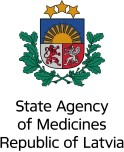 State Agency
of Medicines
Republic of Latvia